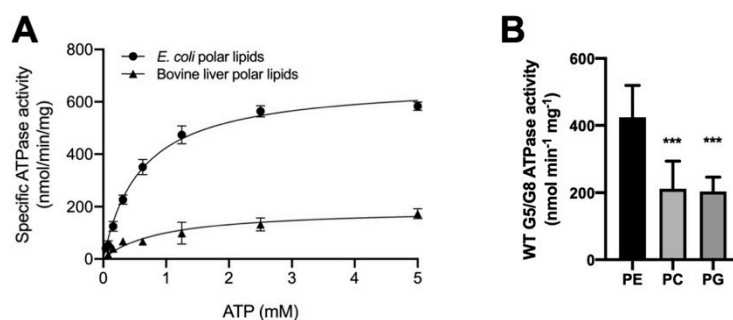 A
Specific ATPase activity
(nmol/min/mg)
800
600
400
200
0
E. coli polar lipids
Bovine liver polar lipids
0 1 2 3 4 5
ATP (mM)
B
WT G5/G8 ATPase activity
(nmol min⁻¹ mg⁻¹)
600
400
200
0
*** ***
PE PC PG